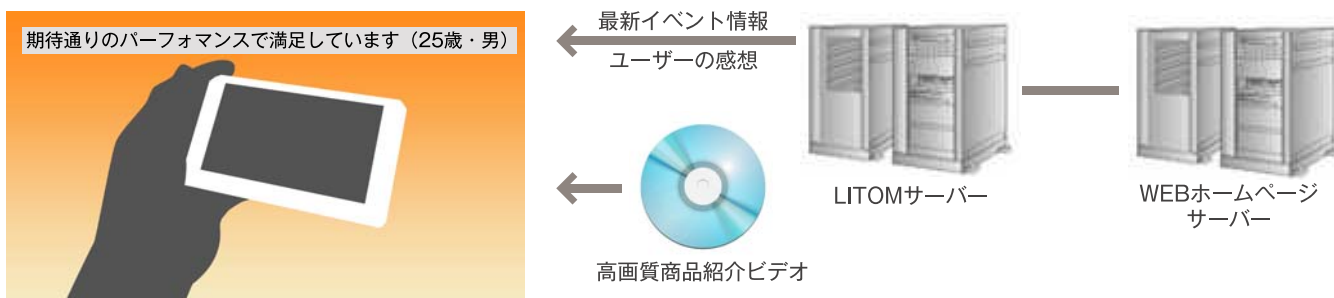 期待通りのパーフォマンスで満足しています（25歳・男）
最新イベント情報
ユーザーの感想
高画質商品紹介ビデオ
LITOMサーバー
WEBホームページ
サーバー